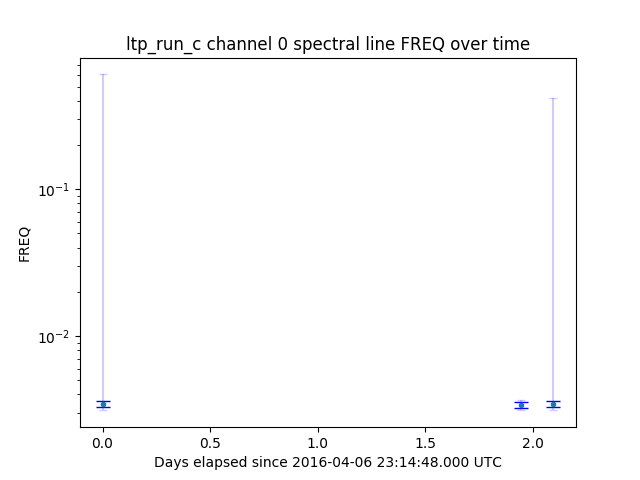 ltp_run_c channel 0 spectral line FREQ over time
FREQ
10⁻¹
10⁻²
0.0 0.5 1.0 1.5 2.0
Days elapsed since 2016-04-06 23:14:48.000 UTC